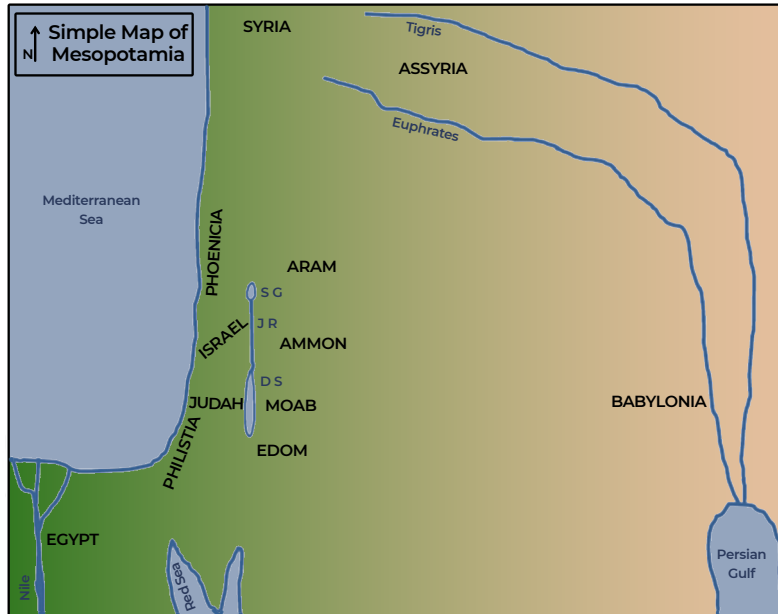 N
Simple Map of
Mesopotamia
SYRIA
Tigris
ASSYRIA
Euphrates
Mediterranean
Sea
PHOENICIA
ARAM
S G
J R
ISRAEL
AMMON
D S
JUDAH
MOAB
BABYLONIA
PHILISTIA
EDOM
EGYPT
Nile
Red Sea
Persian
Gulf